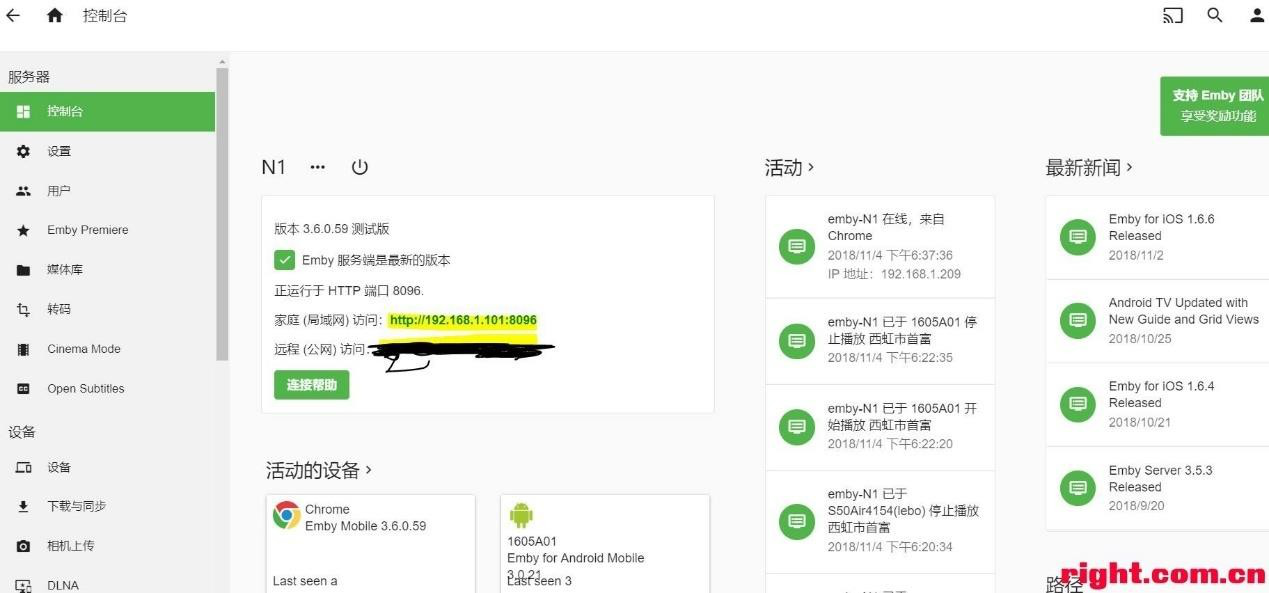 控制台
服务器
控制台
设置
用户
Emby Premiere
媒体库
转码
Cinema Mode
Open Subtitles
设备
设备
下载与同步
相机上传
DLNA
支持 Emby 团队
享受奖励功能
N1 •••
版本 3.6.0.59 测试版
Emby 服务端是最新的版本
正运行于 HTTP 端口 8096.
家庭 (局域网) 访问: http://192.168.1.101:8096
远程 (公网) 访问:
连接帮助
活动的设备 ›
Chrome
Emby Mobile 3.6.0.59
Last seen a
1605A01
Emby for Android Mobile
3.0.21
Last seen 3
活动 ›
emby-N1 在线，来自
Chrome
2018/11/4 下午6:37:36
IP 地址：192.168.1.209
emby-N1 已于 1605A01 停
止播放 西虹市首富
2018/11/4 下午6:22:35
emby-N1 已于 1605A01 开
始播放 西虹市首富
2018/11/4 下午6:22:20
emby-N1 已于
S50Air4154(lebo) 停止播放
西虹市首富
2018/11/4 下午6:20:34
最新新闻 ›
Emby for iOS 1.6.6
Released
2018/11/2
Android TV Updated with
New Guide and Grid Views
2018/10/25
Emby for iOS 1.6.4
Released
2018/10/21
Emby Server 3.5.3
Released
2018/9/20
路径
right.com.cn